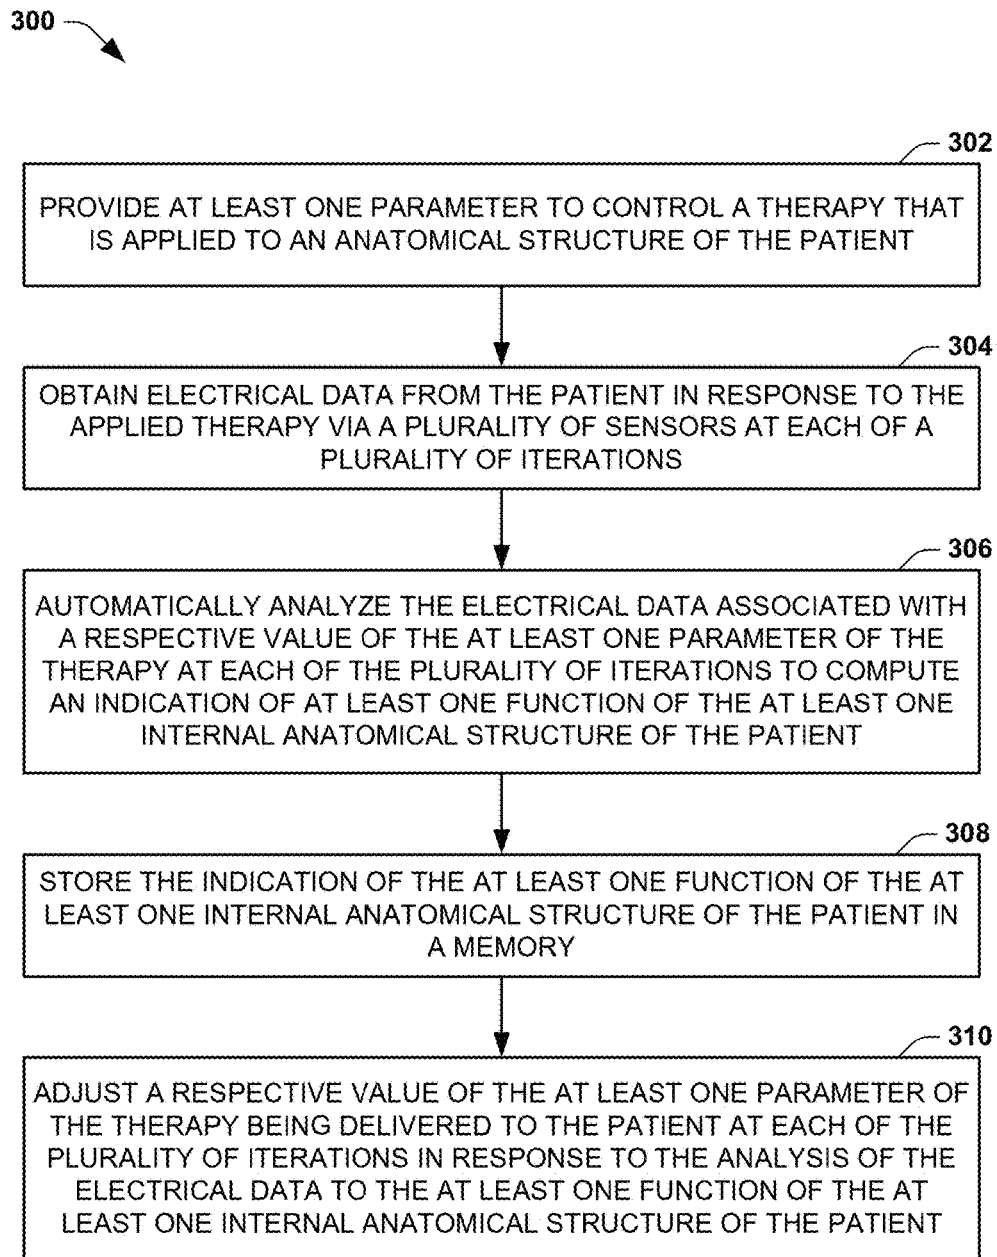 300
302
PROVIDE AT LEAST ONE PARAMETER TO CONTROL A THERAPY THAT
IS APPLIED TO AN ANATOMICAL STRUCTURE OF THE PATIENT
304
OBTAIN ELECTRICAL DATA FROM THE PATIENT IN RESPONSE TO THE
APPLIED THERAPY VIA A PLURALITY OF SENSORS AT EACH OF A
PLURALITY OF ITERATIONS
306
AUTOMATICALLY ANALYZE THE ELECTRICAL DATA ASSOCIATED WITH
A RESPECTIVE VALUE OF THE AT LEAST ONE PARAMETER OF THE
THERAPY AT EACH OF THE PLURALITY OF ITERATIONS TO COMPUTE
AN INDICATION OF AT LEAST ONE FUNCTION OF THE AT LEAST ONE
INTERNAL ANATOMICAL STRUCTURE OF THE PATIENT
308
STORE THE INDICATION OF THE AT LEAST ONE FUNCTION OF THE AT
LEAST ONE INTERNAL ANATOMICAL STRUCTURE OF THE PATIENT IN
A MEMORY
310
ADJUST A RESPECTIVE VALUE OF THE AT LEAST ONE PARAMETER OF
THE THERAPY BEING DELIVERED TO THE PATIENT AT EACH OF THE
PLURALITY OF ITERATIONS IN RESPONSE TO THE ANALYSIS OF THE
ELECTRICAL DATA TO THE AT LEAST ONE FUNCTION OF THE AT
LEAST ONE INTERNAL ANATOMICAL STRUCTURE OF THE PATIENT